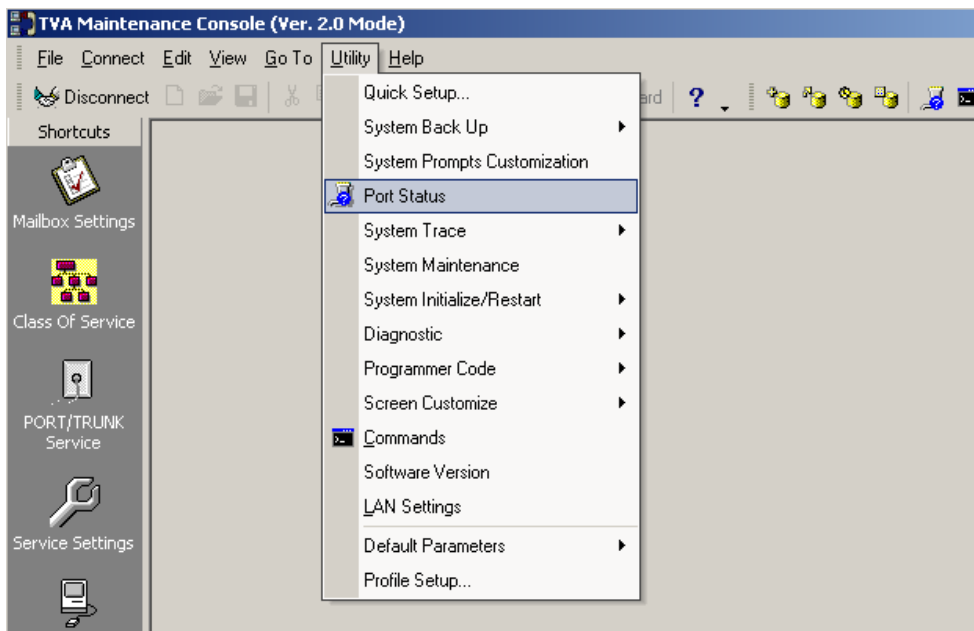 TVA Maintenance Console (Ver. 2.0 Mode)
File Connect Edit View Go To Utility Help
Disconnect ard ?
Shortcuts
Mailbox Settings
Class Of Service
PORT/TRUNK
Service
Service Settings
Quick Setup...
System Back Up
System Prompts Customization
Port Status
System Trace
System Maintenance
System Initialize/Restart
Diagnostic
Programmer Code
Screen Customize
Commands
Software Version
LAN Settings
Default Parameters
Profile Setup...